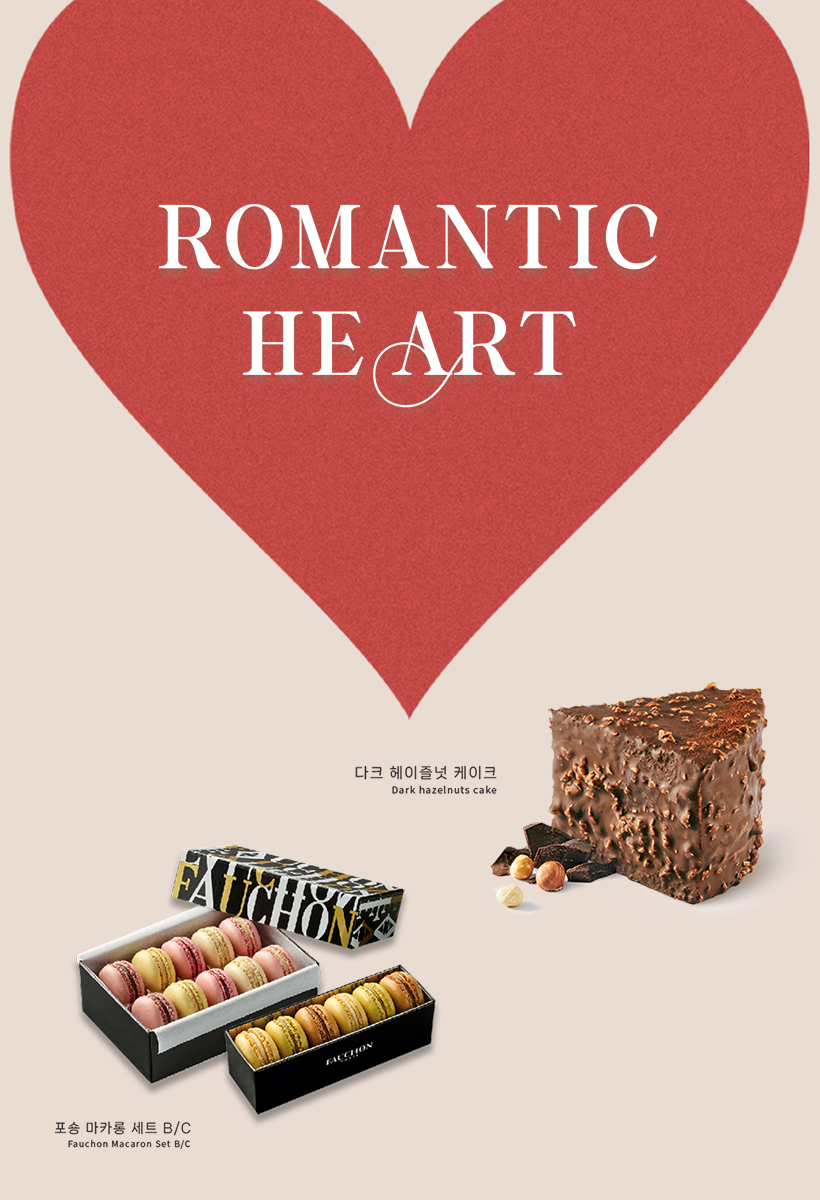 ROMANTIC
HEART
다크 헤이즐넛 케이크
Dark hazelnuts cake
FAUCHON
FAUCHON
포숑 마카롱 세트 B/C
Fauchon Macaron Set B/C